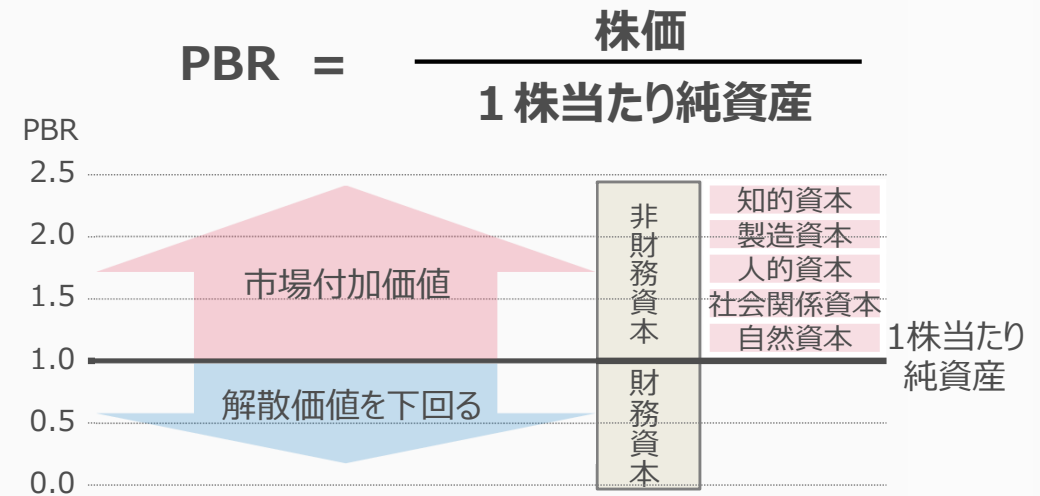 PBR = 株価
1株当たり純資産
PBR
2.5
2.0
1.5
1.0
0.5
0.0
市場付加価値
解散価値を下回る
非財務資本
財務資本
知的資本
製造資本
人的資本
社会関係資本
自然資本
1株当たり
純資産